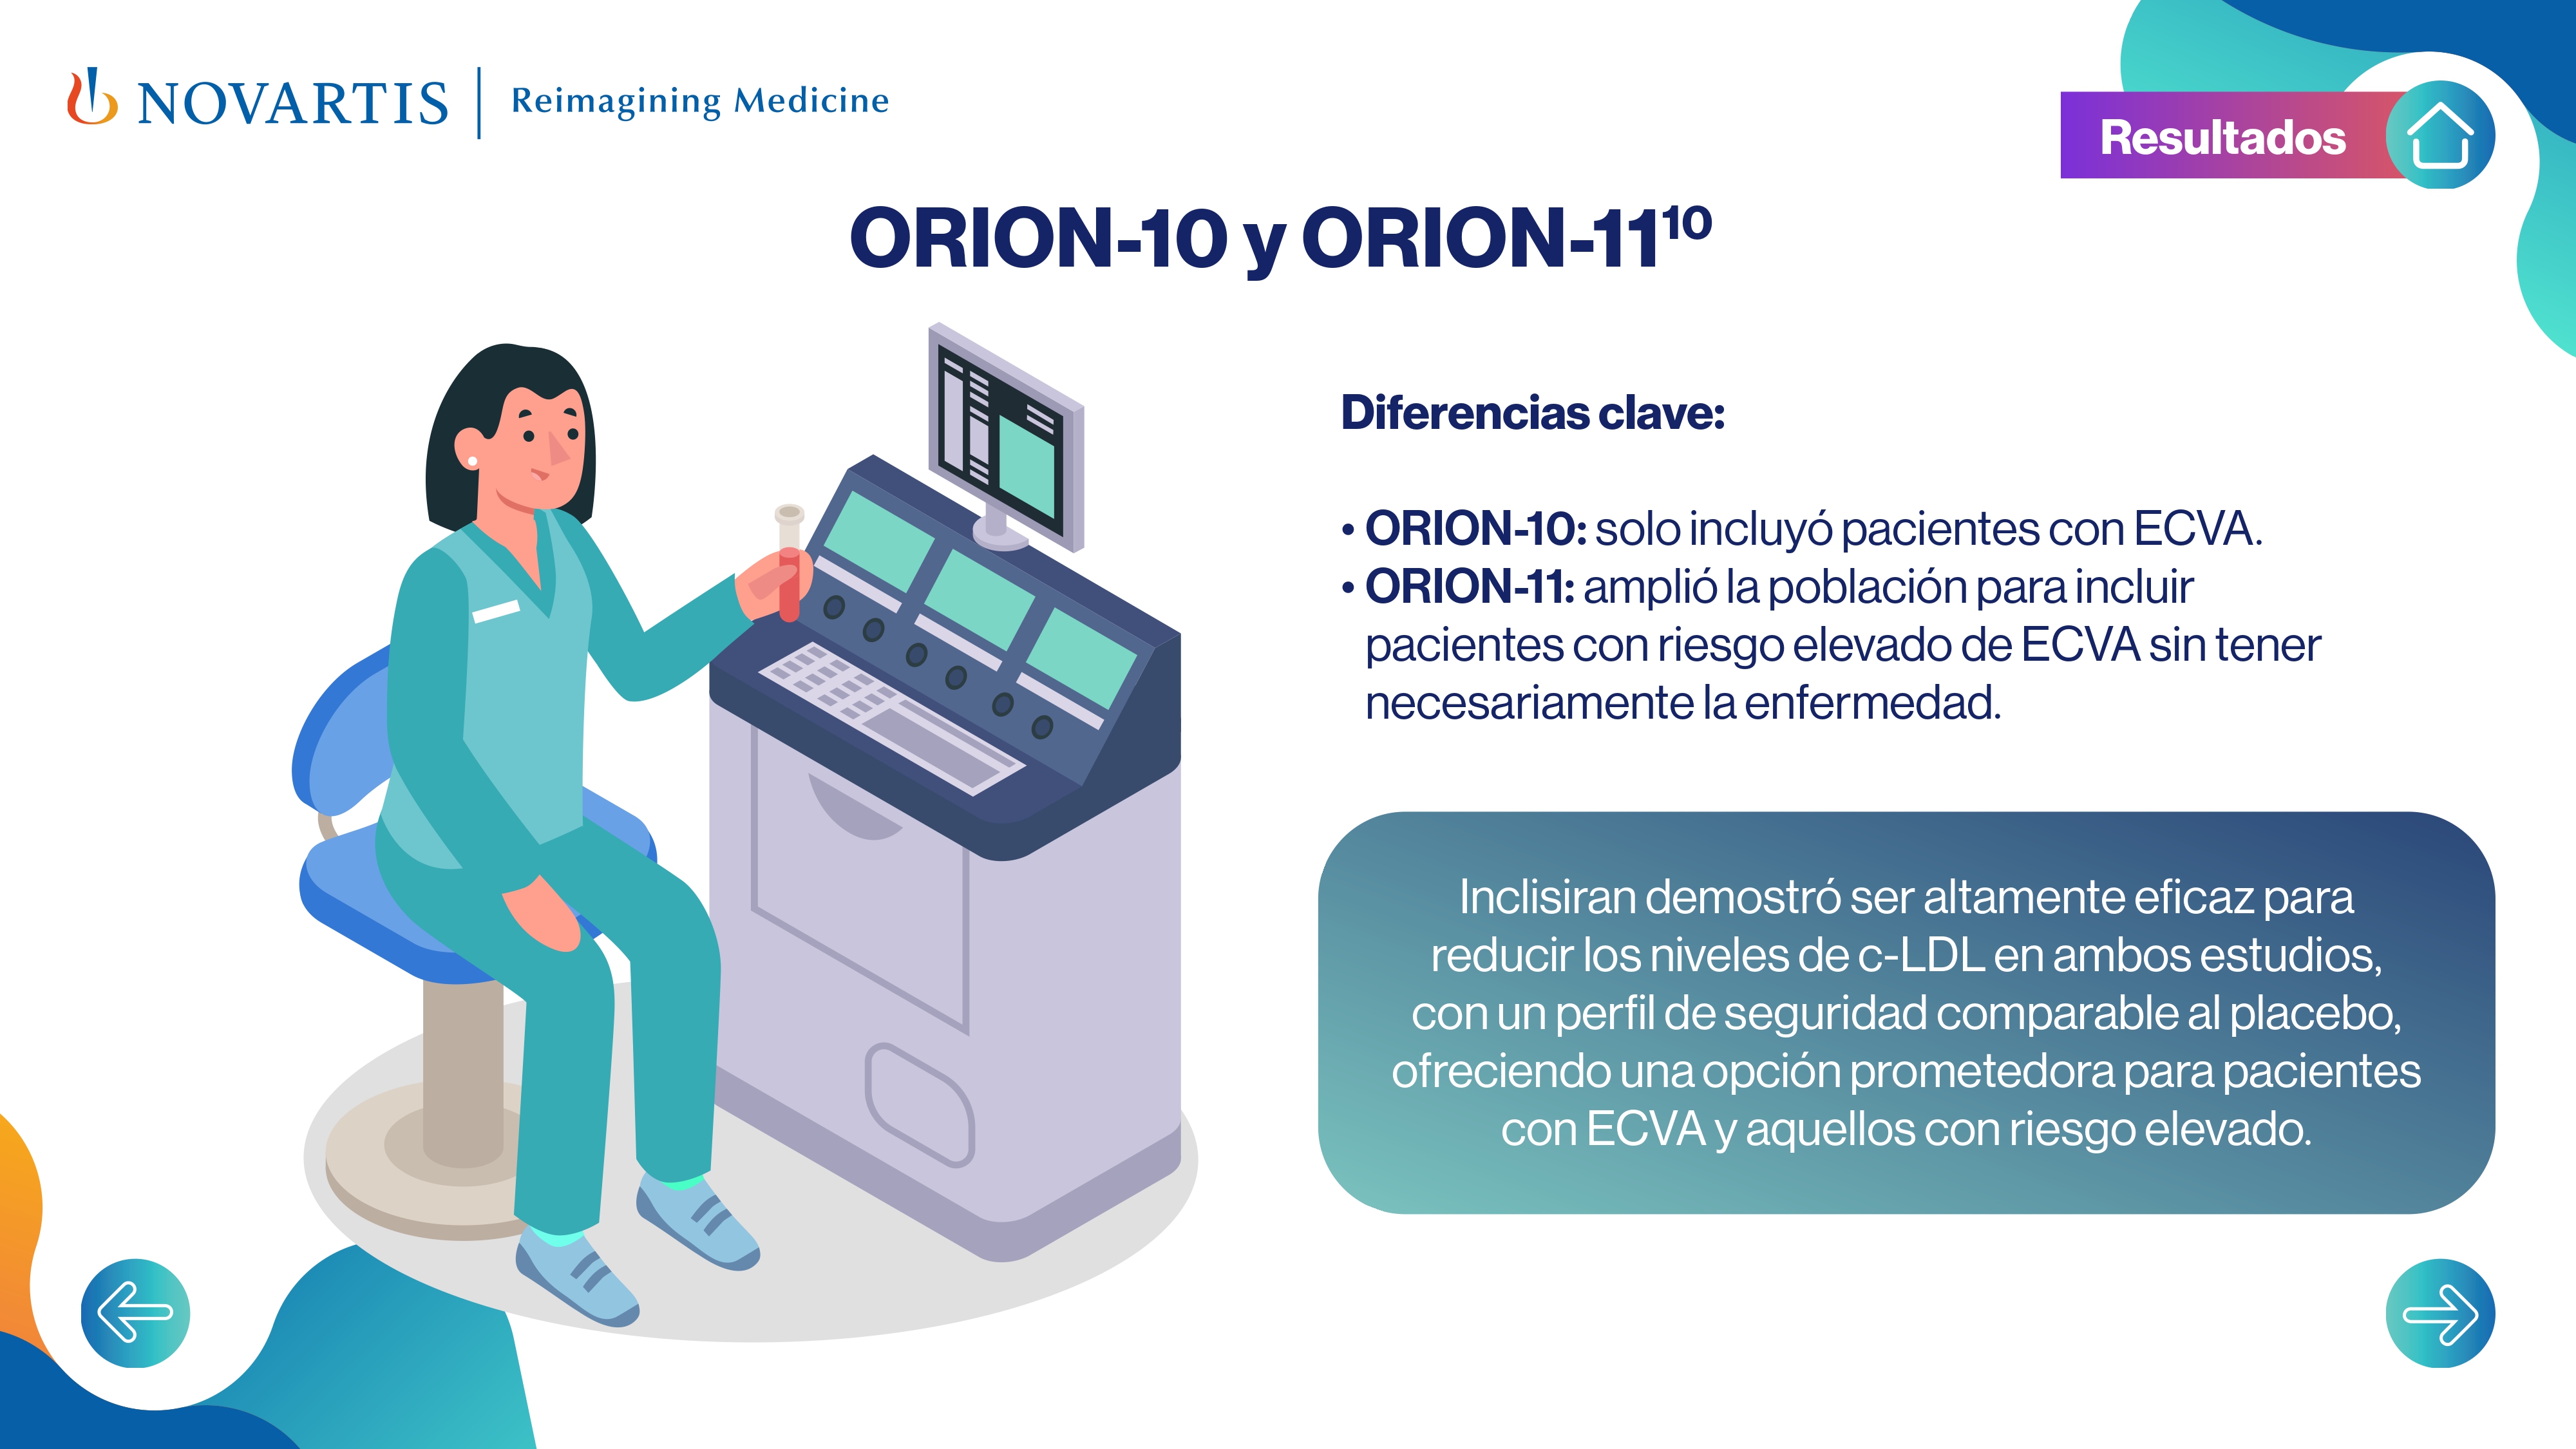 NOVARTIS | Reimagining Medicine
Resultados
ORION-10 y ORION-11¹⁰
Diferencias clave:
• ORION-10: solo incluyó pacientes con ECVA.
• ORION-11: amplió la población para incluir
pacientes con riesgo elevado de ECVA sin tener
necesariamente la enfermedad.
Inclisiran demostró ser altamente eficaz para
reducir los niveles de c-LDL en ambos estudios,
con un perfil de seguridad comparable al placebo,
ofreciendo una opción prometedora para pacientes
con ECVA y aquellos con riesgo elevado.